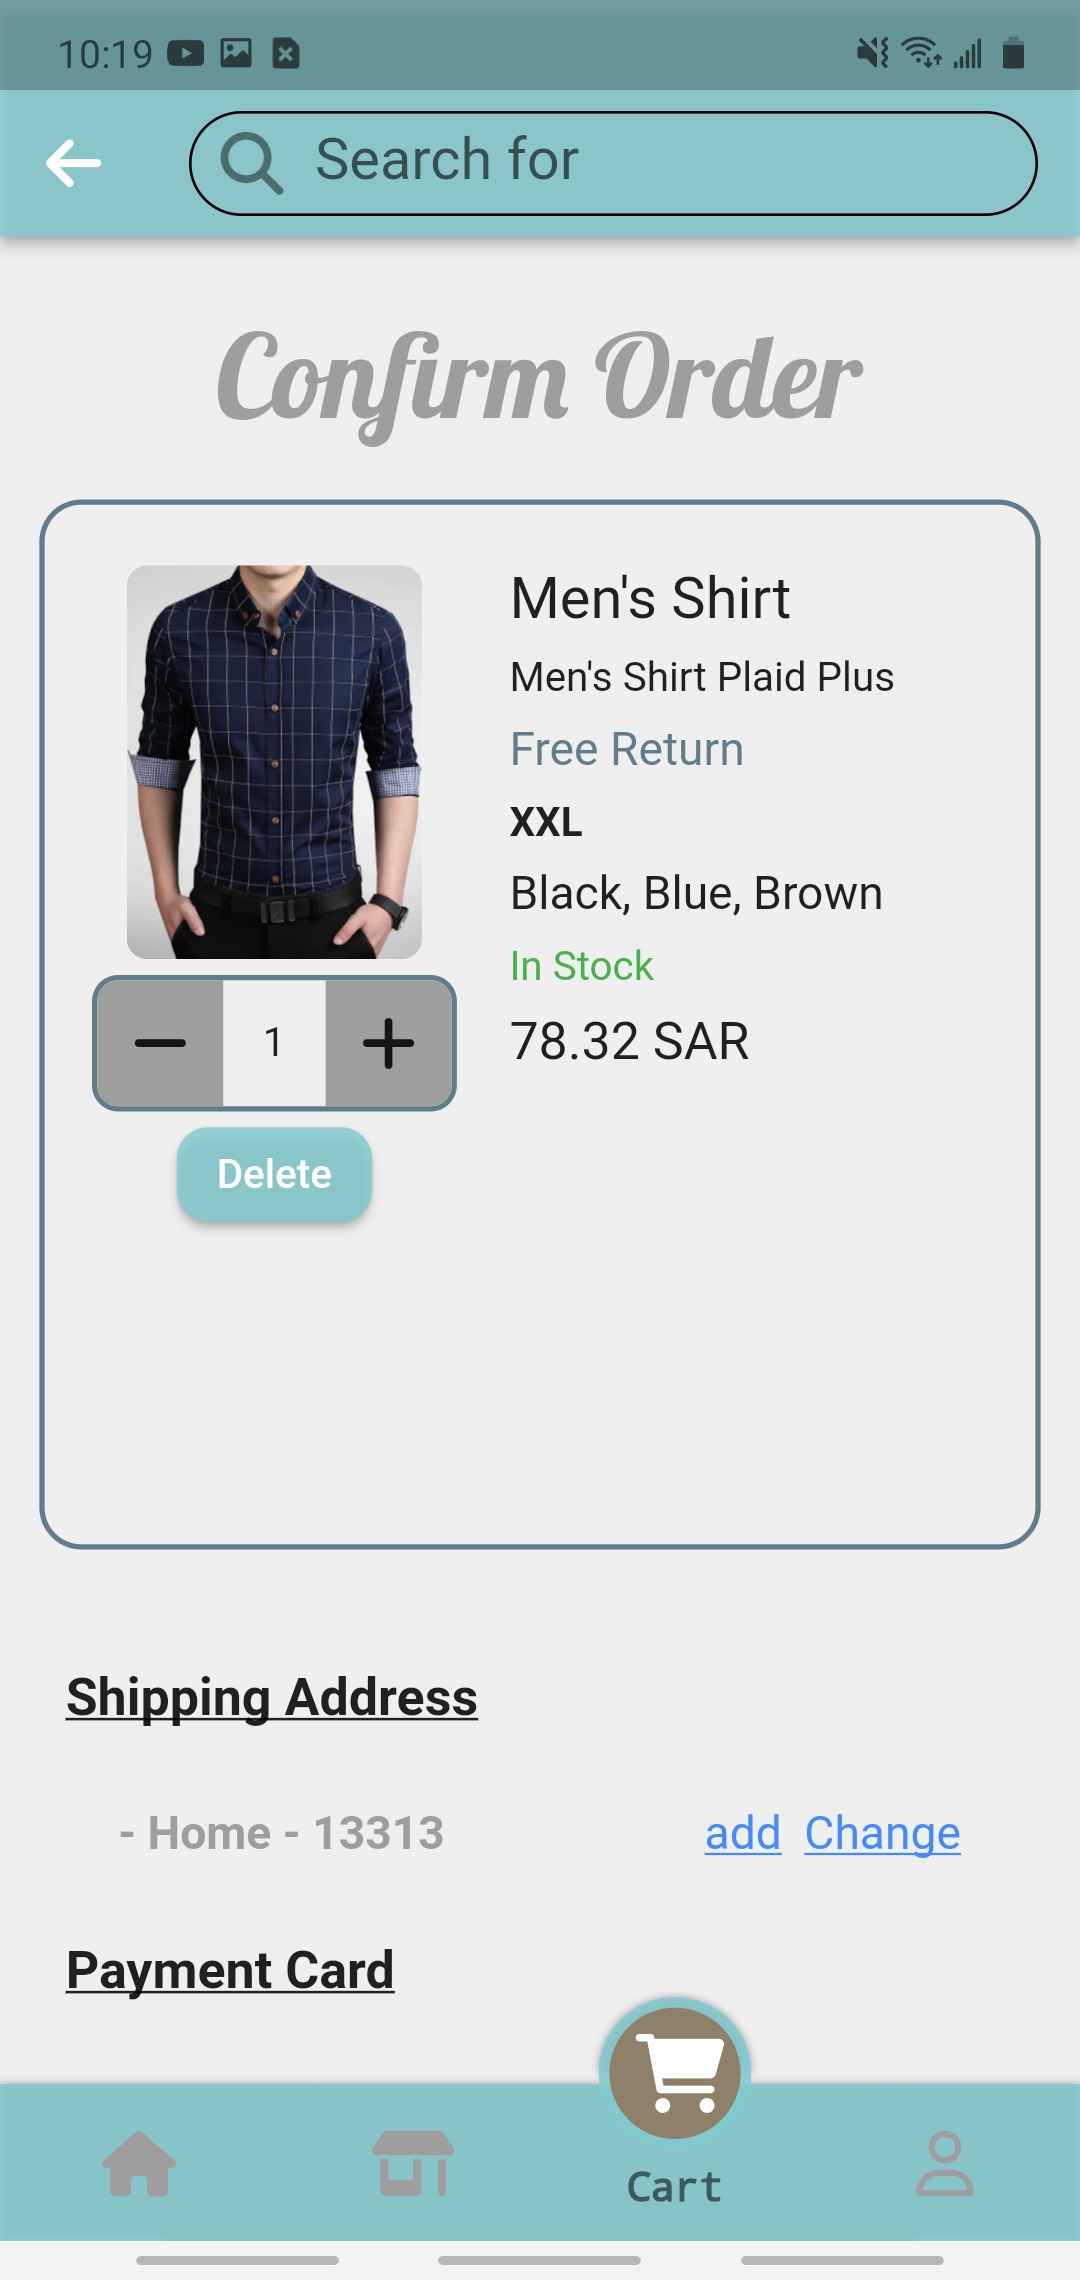 10:19
Search for
Confirm Order
Men's Shirt
Men's Shirt Plaid Plus
Free Return
XXL
Black, Blue, Brown
In Stock
78.32 SAR
1
Delete
Shipping Address
- Home - 13313 add Change
Payment Card
Cart